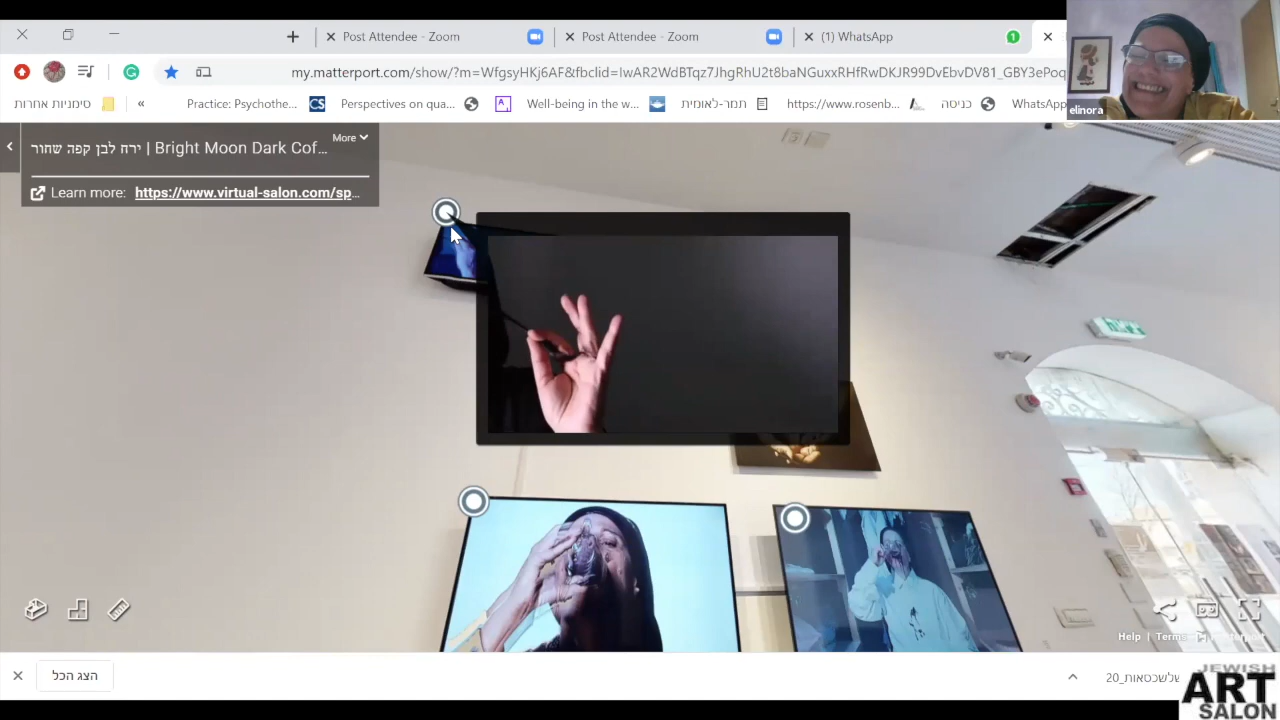 Post Attendee - Zoom
Post Attendee - Zoom
(1) WhatsApp
1
my.matterport.com/show/?m=WfgsyHKj6AF&fbclid=IwAR2WdBTqz7JhgRhU2t8baNGuxrRHfRwDKJR99DvEbvDV81_GBY3ePoq
elinora
סימניות אחרות
«
Practice: Psychothe...
CS
Perspectives on qua...
A
Well-being in the w...
תמר-לאומית
https://www.rosenb...
כניסה
WhatsApp
More
ירח לבן קפה שחור | Bright Moon Dark Cof...
Learn more: https://www.virtual-salon.com/sp...
Help | Terms
הצג הכל
JEWISH
ART
SALON